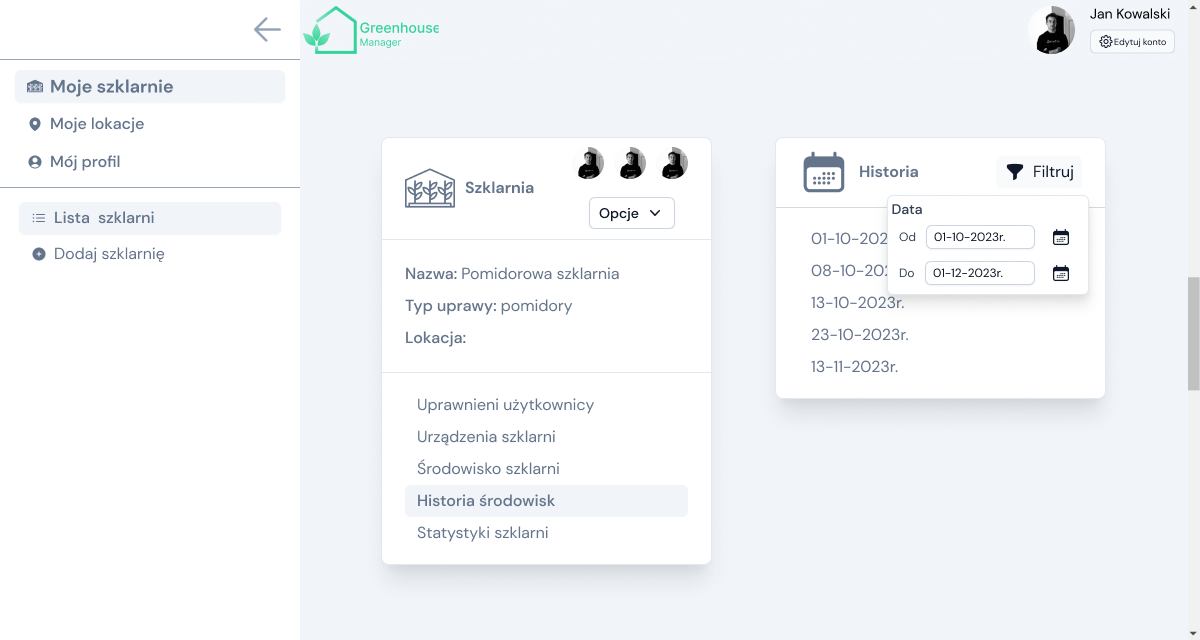 Greenhouse
Manager
Jan Kowalski
Edytuj konto
Moje szklarnie
Moje lokacje
Mój profil
Lista szklarni
Dodaj szklarnię
Szklarnia
Opcje
Nazwa: Pomidorowa szklarnia
Typ uprawy: pomidory
Lokacja:
Uprawnieni użytkownicy
Urządzenia szklarni
Środowisko szklarni
Historia środowisk
Statystyki szklarni
Historia
Filtruj
Data
Od 01-10-2023r.
Do 01-12-2023r.
01-10-202
08-10-202
13-10-2023r.
23-10-2023r.
13-11-2023r.